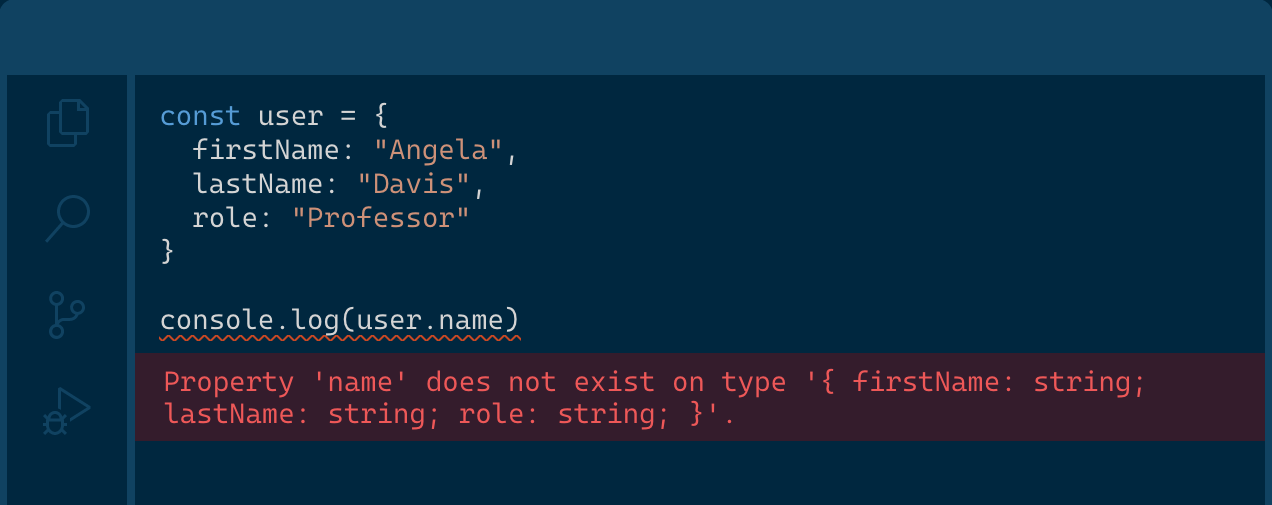 const user = {
  firstName: "Angela",
  lastName: "Davis",
  role: "Professor"
}
console.log(user.name)
Property 'name' does not exist on type '{ firstName: string;
lastName: string; role: string; }'.